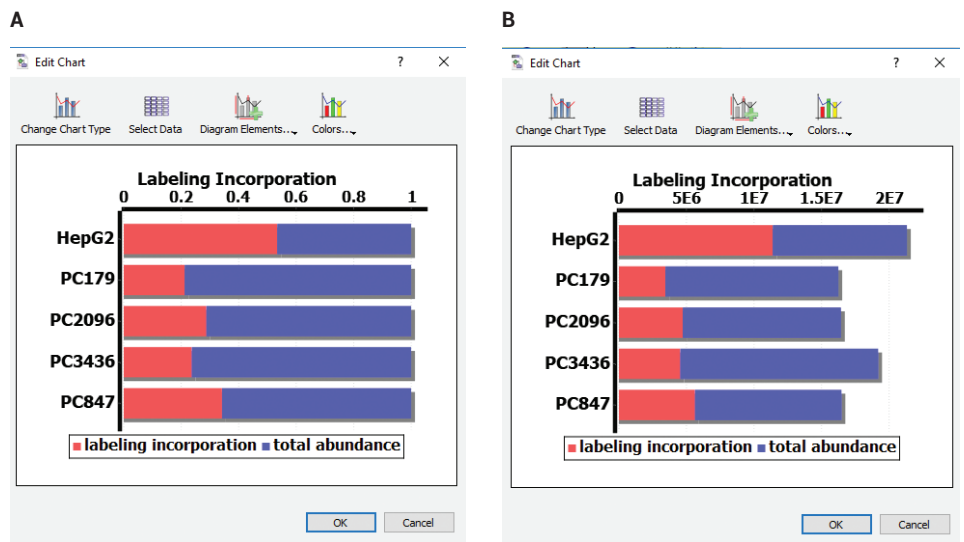 A
Edit Chart ? ×
Change Chart Type Select Data Diagram Elements... Colors...
Labeling Incorporation
0 0.2 0.4 0.6 0.8 1
HepG2
PC179
PC2096
PC3436
PC847
labeling incorporation total abundance
OK Cancel
B
Edit Chart ? ×
Change Chart Type Select Data Diagram Elements... Colors...
Labeling Incorporation
0 5E6 1E7 1.5E7 2E7
HepG2
PC179
PC2096
PC3436
PC847
labeling incorporation total abundance
OK Cancel